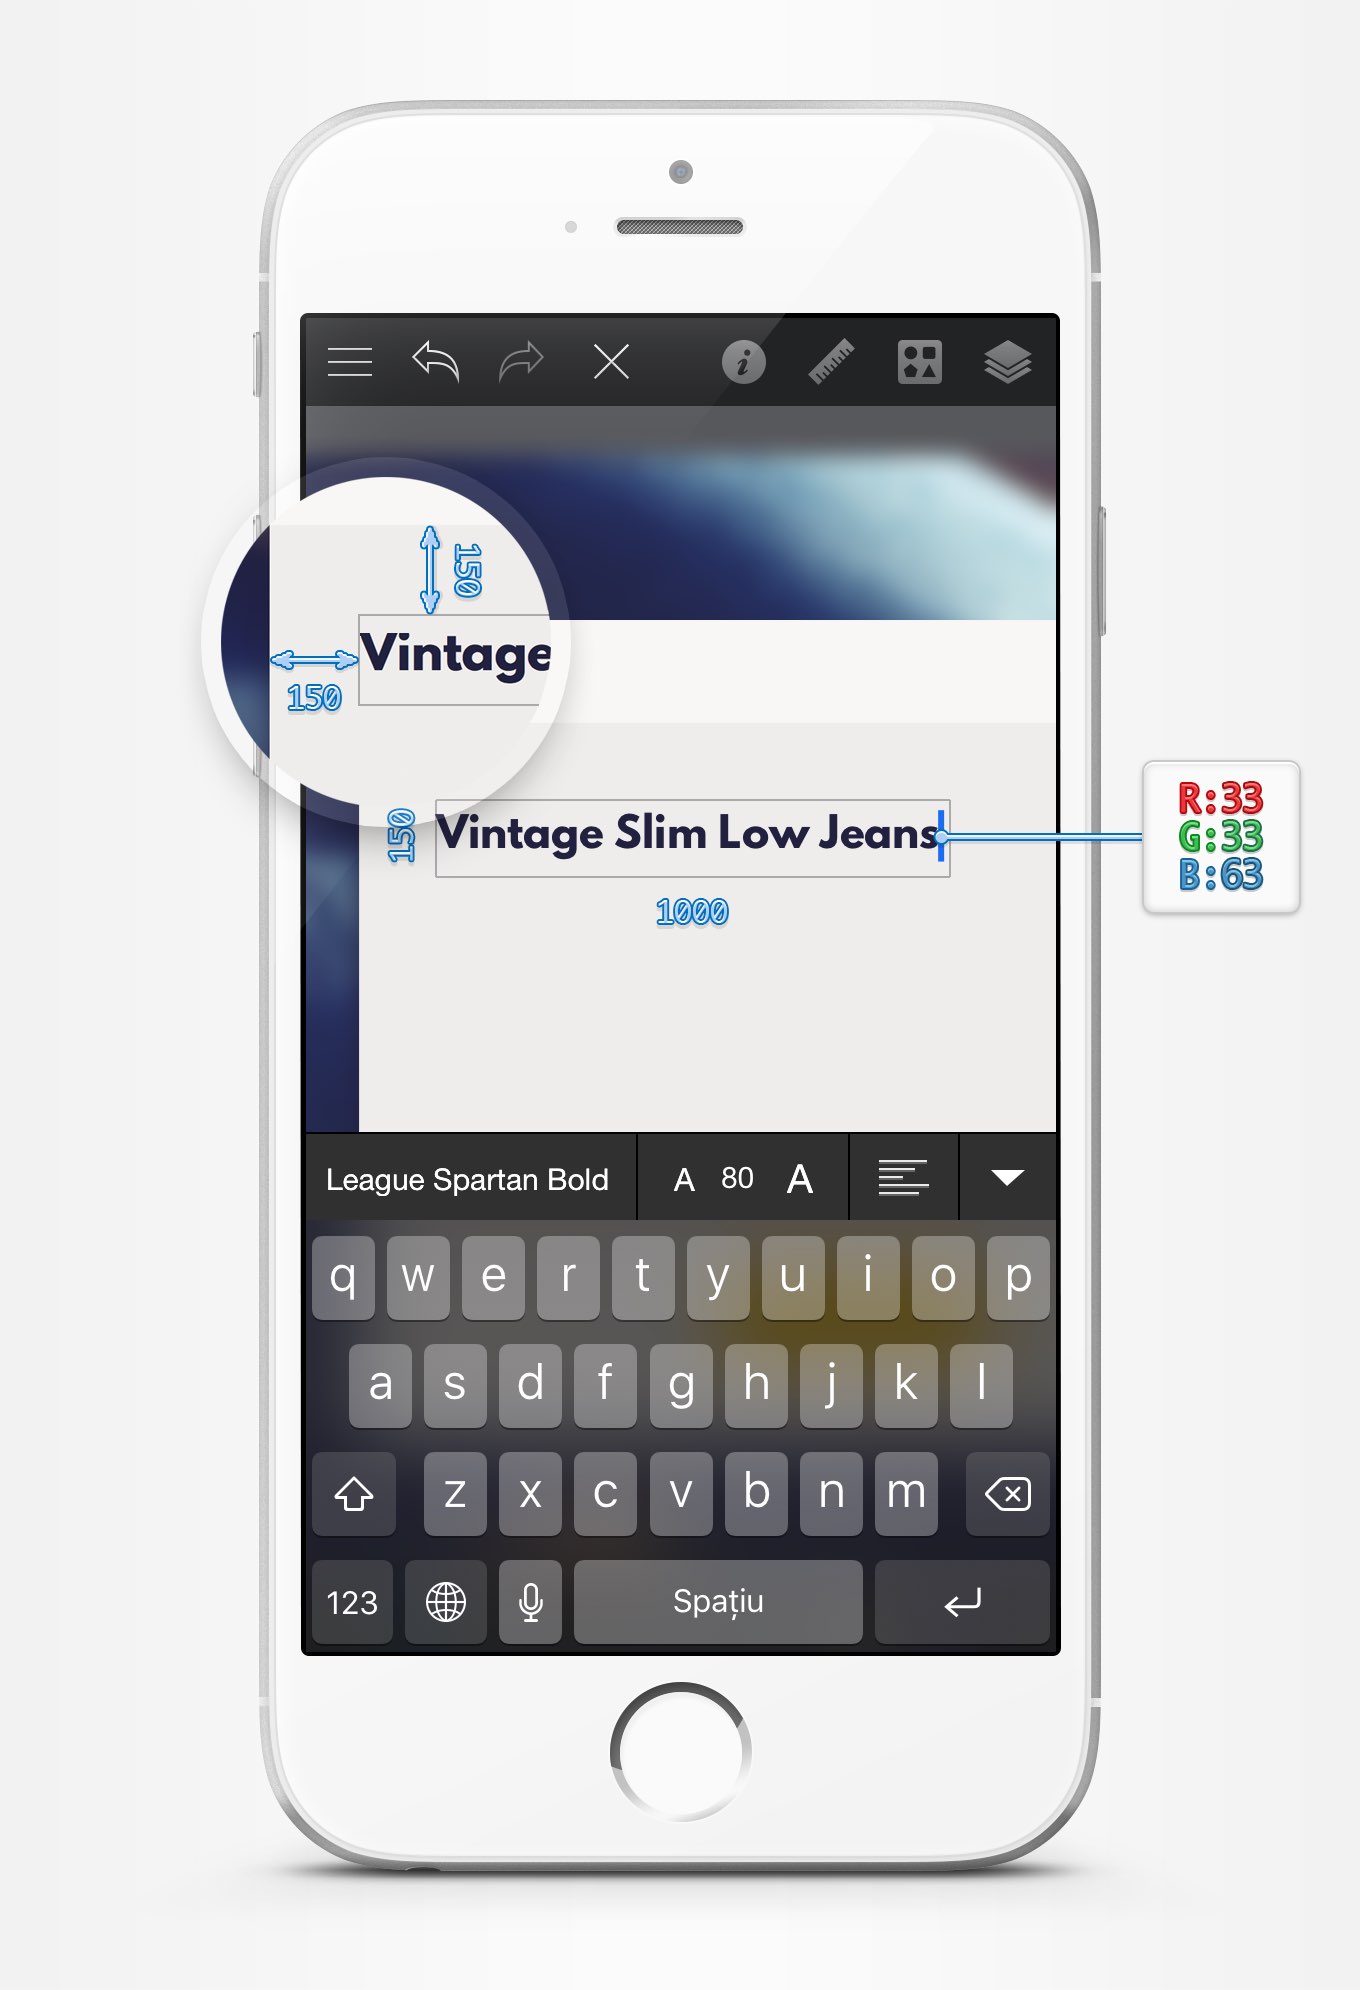 150
Vintage
150
150
Vintage Slim Low Jeans
1000
R:33
G:33
B:63
League Spartan Bold
A 80 A
q w e r t y u i o p
a s d f g h j k l
z x c v b n m
123 Spațiu